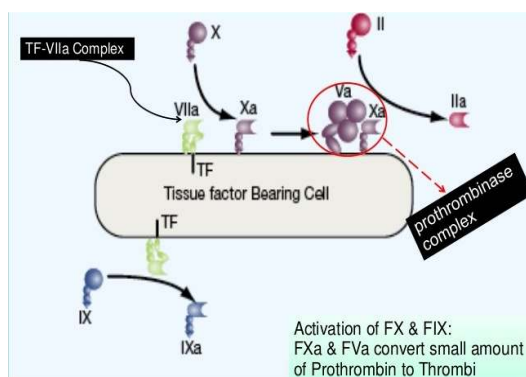 X
II
TF-VIIa Complex
VIIa
Xa
Va
Xa
IIa
TF
Tissue factor Bearing Cell
TF
prothrombinase
complex
IX
IXa
Activation of FX & FIX:
FXa & FVa convert small amount
of Prothrombin to Thrombi